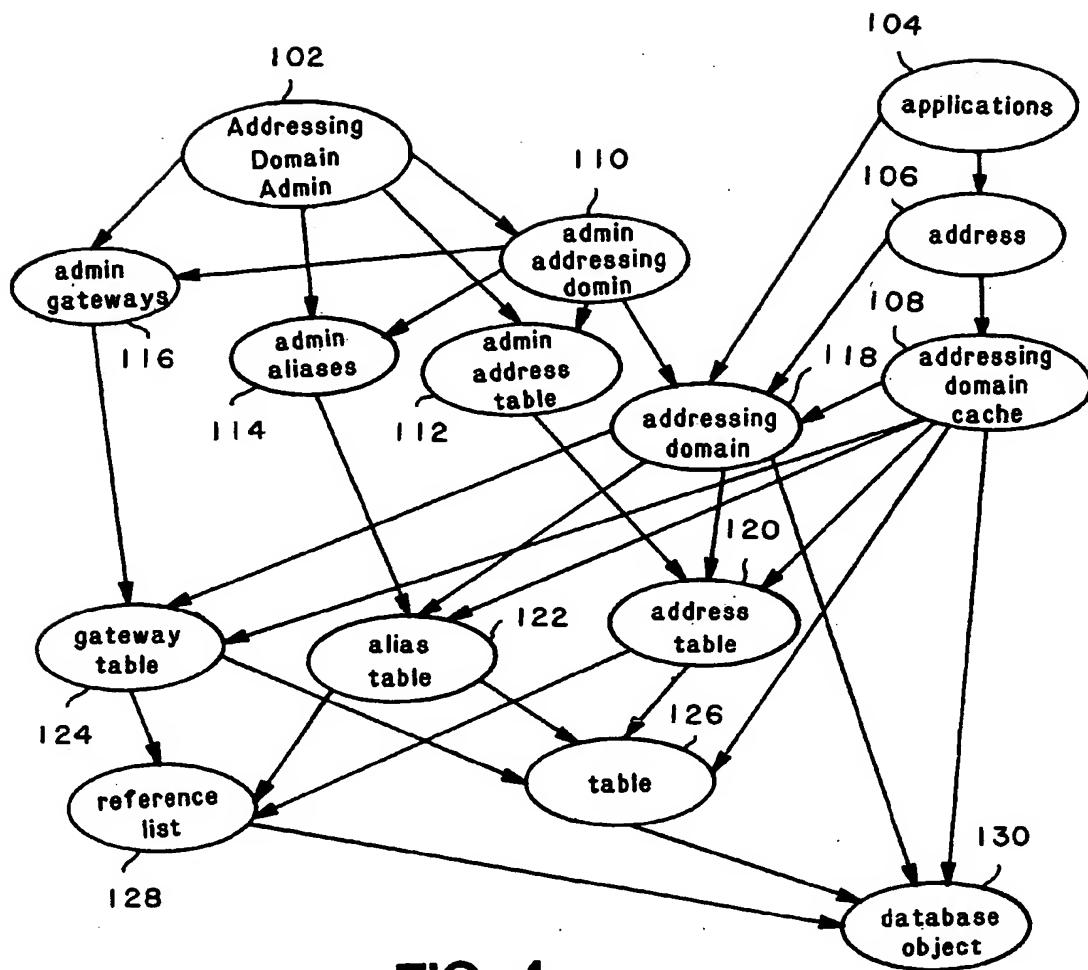 102
104
Addressing
Domain
Admin
applications
110
106
admin
addressing
domin
address
admin
gateways
108
116
admin
aliases
admin
address
table
118
addressing
domain
cache
114
112
addressing
domain
120
gateway
table
alias
table
122
address
table
124
126
reference
list
table
128
130
database
object
FIG. 4